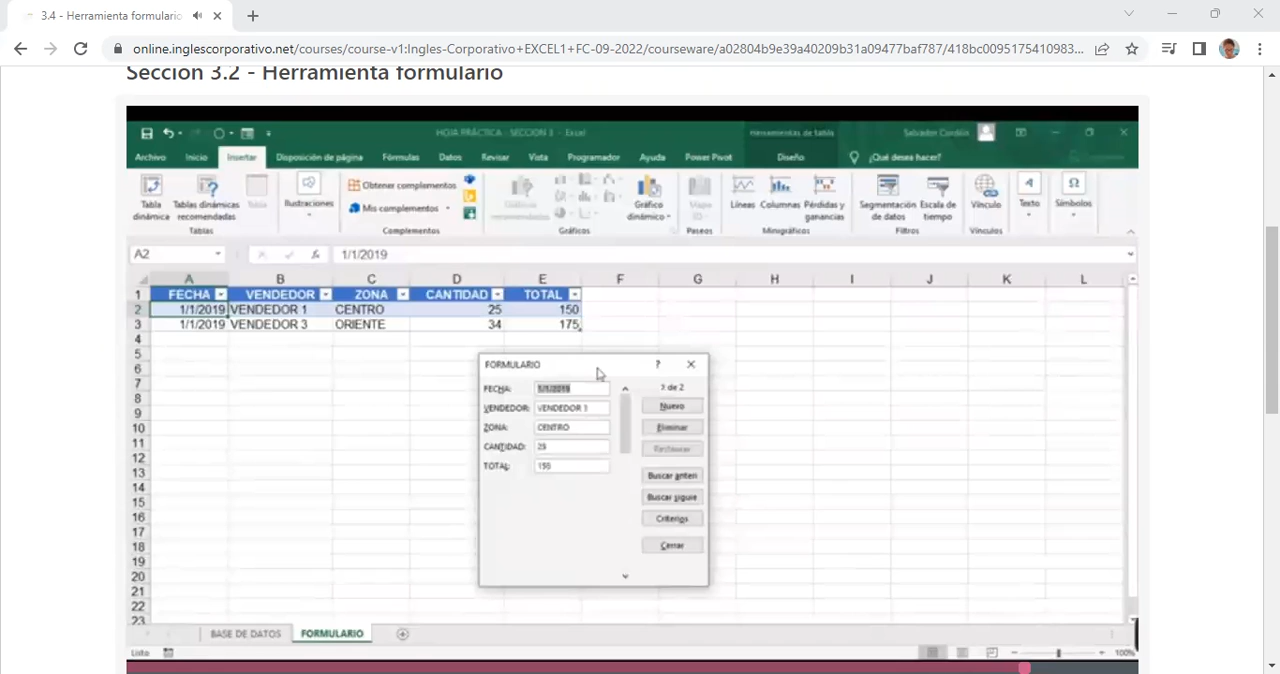 3.4 - Herramienta formulario
online.inglescorporativo.net/courses/course-v1:Ingles-Corporativo+EXCEL1+FC-09-2022/courseware/a02804b9e39a40209b31a09477baf787/418bc0095175410983...
Sección 3.2 - Herramienta formulario
HOJA PRÁCTICA - SECCION 3 - Excel
Herramientas de tabla
Salvador Cordón
Archivo Inicio Insertar Disposición de página Fórmulas Datos Revisar Vista Programador Ayuda Power Pivot Diseño ¿Qué desea hacer?
Tabla dinámica
Tablas dinámicas recomendadas
Tabla
Tablas
Ilustraciones
Obtener complementos
Mis complementos
Complementos
Gráficos recomendados
Gráfico dinámico
Gráficos
Mapa 3D
Paseos
Líneas
Columnas
Pérdidas y ganancias
Minigráficos
Segmentación de datos
Escala de tiempo
Filtros
Vínculo
Vínculos
Texto
Símbolos
A2
fx
1/1/2019
A B C D E F G H I J K L
1 FECHA VENDEDOR ZONA CANTIDAD TOTAL
2 1/1/2019 VENDEDOR 1 CENTRO 25 150
3 1/1/2019 VENDEDOR 3 ORIENTE 34 175
4
5
6
7
8
9
10
11
12
13
14
15
16
17
18
19
20
21
22
23
FORMULARIO ?
FECHA: 1/1/2019
VENDEDOR: VENDEDOR 1
ZONA: CENTRO
CANTIDAD: 25
TOTAL: 150
1 de 2
Nuevo
Eliminar
Restaurar
Buscar anteri
Buscar siguie
Criterios
Cerrar
BASE DE DATOS FORMULARIO
Listo
100%